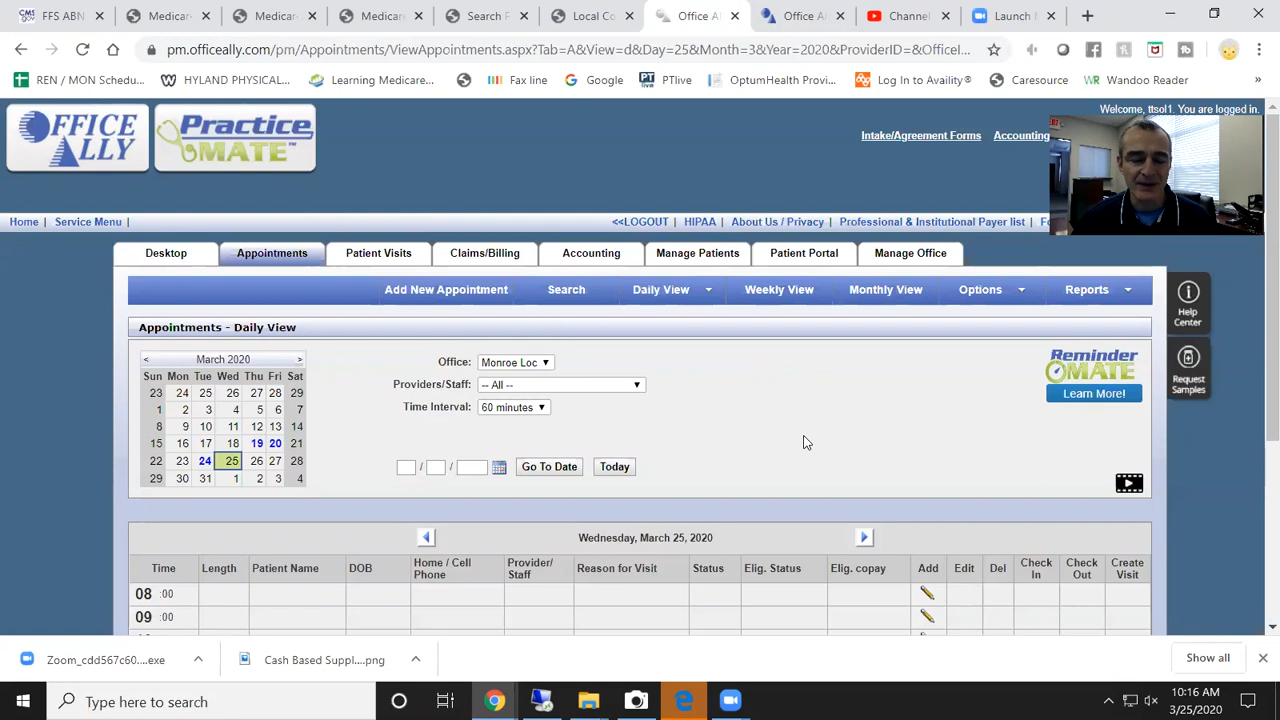 FFS ABN
Medicar
Medicar
Medicar
Search F
Local Co
Office Al
Office Al
Channel
Launch M
pm.officeally.com/pm/Appointments/ViewAppointments.aspx?Tab=A&View=d&Day=25&Month=3&Year=2020&ProviderID=&OfficeI...
REN / MON Schedu...
HYLAND PHYSICAL...
Learning Medicare...
Fax line
Google
PTlive
OptumHealth Provi...
Log In to Availity®
Caresource
WR Wandoo Reader
»
Welcome, ttsol1. You are logged in.
OFFICE ALLY
Practice MATE™
Intake/Agreement Forms Accounting
Home | Service Menu |
<<LOGOUT | HIPAA | About Us / Privacy | Professional & Institutional Payer list |
Desktop Appointments Patient Visits Claims/Billing Accounting Manage Patients Patient Portal Manage Office
Add New Appointment Search Daily View Weekly View Monthly View Options Reports
Help Center
Request Samples
Appointments - Daily View
< March 2020 >
Sun Mon Tue Wed Thu Fri Sat
23 24 25 26 27 28 29
1 2 3 4 5 6 7
8 9 10 11 12 13 14
15 16 17 18 19 20 21
22 23 24 25 26 27 28
29 30 31 1 2 3 4
Office: Monroe Loc
Providers/Staff: -- All --
Time Interval: 60 minutes
/ / Go To Date Today
Reminder MATE
Learn More!
Wednesday, March 25, 2020
Time Length Patient Name DOB Home / Cell Phone Provider/ Staff Reason for Visit Status Elig. Status Elig. copay Add Edit Del Check In Check Out Create Visit
08 :00
09 :00
Zoom_cdd567c60....exe
Cash Based Suppl....png
Show all
Type here to search
10:16 AM
3/25/2020